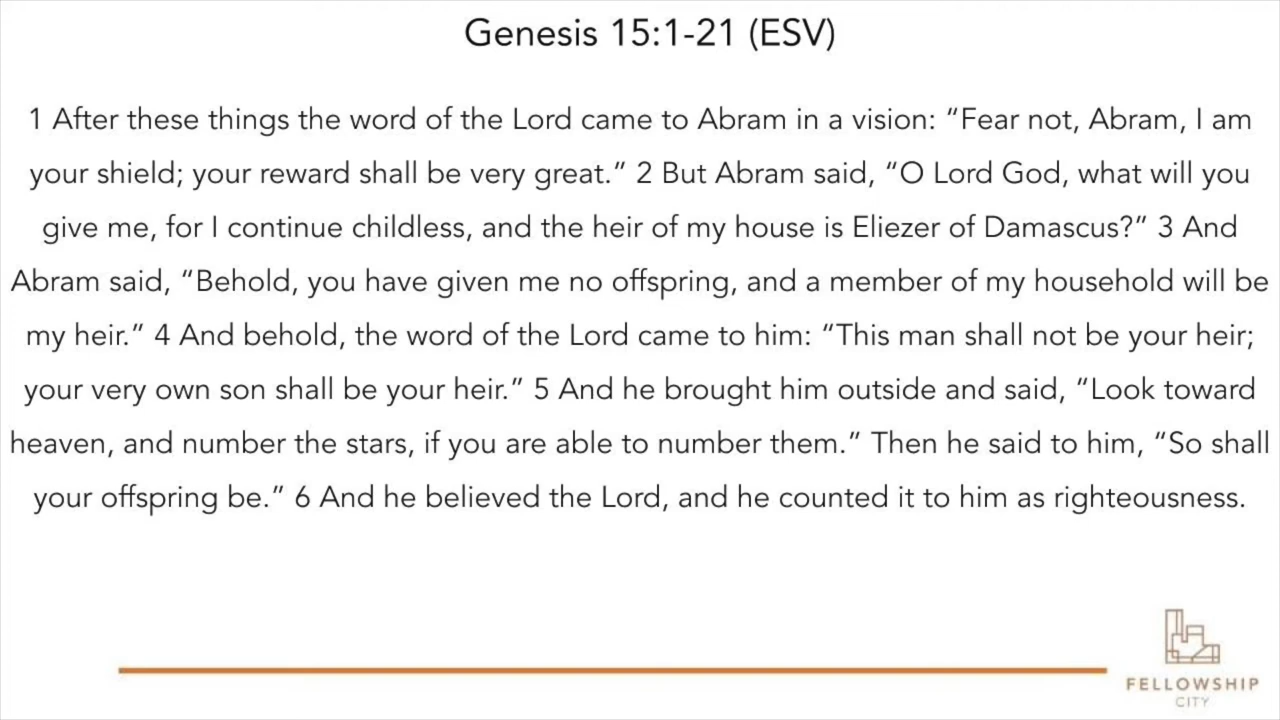 Genesis 15:1-21 (ESV)
1 After these things the word of the Lord came to Abram in a vision: “Fear not, Abram, I am
your shield; your reward shall be very great.” 2 But Abram said, “O Lord God, what will you
give me, for I continue childless, and the heir of my house is Eliezer of Damascus?” 3 And
Abram said, “Behold, you have given me no offspring, and a member of my household will be
my heir.” 4 And behold, the word of the Lord came to him: “This man shall not be your heir;
your very own son shall be your heir.” 5 And he brought him outside and said, “Look toward
heaven, and number the stars, if you are able to number them.” Then he said to him, “So shall
your offspring be.” 6 And he believed the Lord, and he counted it to him as righteousness.
FELLOWSHIP
CITY